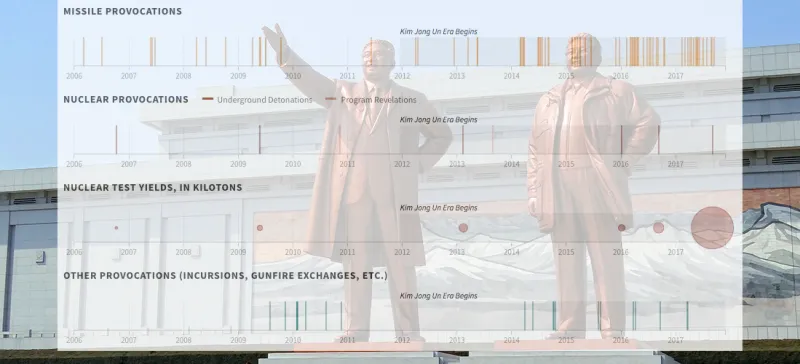 MISSILE PROVOCATIONS
Kim Jong Un Era Begins
2006 2007 2008 2009 2010 2011 2012 2013 2014 2015 2016 2017
NUCLEAR PROVOCATIONS Underground Detonations Program Revelations
Kim Jong Un Era Begins
2006 2007 2008 2009 2010 2011 2012 2013 2014 2015 2016 2017
NUCLEAR TEST YIELDS, IN KILOTONS
Kim Jong Un Era Begins
2006 2007 2008 2009 2010 2011 2012 2013 2014 2015 2016 2017
OTHER PROVOCATIONS (INCURSIONS, GUNFIRE EXCHANGES, ETC.)
Kim Jong Un Era Begins
2006 2007 2008 2009 2010 2011 2012 2013 2014 2015 2016 2017